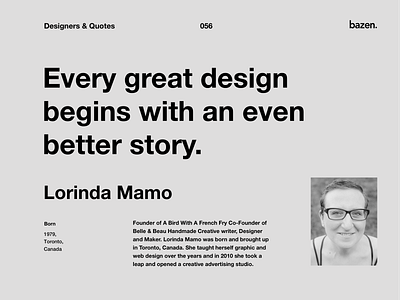 Designers & Quotes 056 bazen.
Every great design
begins with an even
better story.
Lorinda Mamo
Born
1979,
Toronto,
Canada
Founder of A Bird With A French Fry Co-Founder of
Belle & Beau Handmade Creative writer, Designer
and Maker. Lorinda Mamo was born and brought up
in Toronto, Canada. She taught herself graphic and
web design over the years and in 2010 she took a
leap and opened a creative advertising studio.